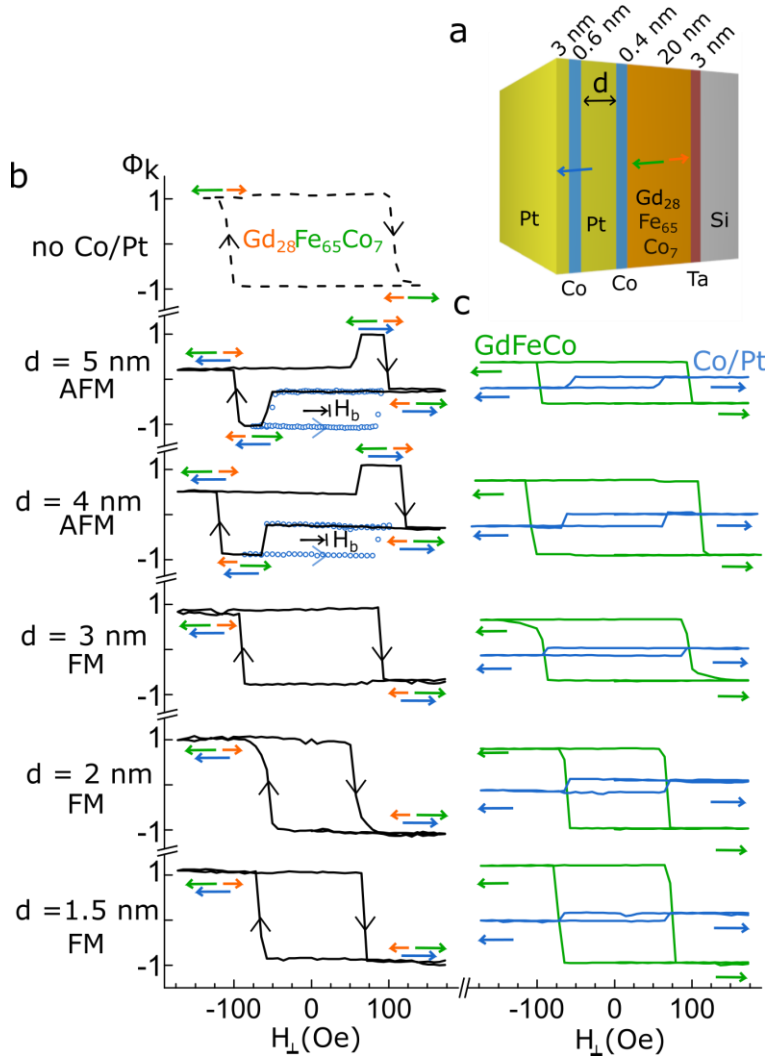 a
3 nm
0.6 nm
0.4 nm
20 nm
3 nm
d
Pt
Pt
Gd28
Fe65
Co7
Si
Co
Co
Ta
b
Φk
1
no Co/Pt
Gd28Fe65Co7
-1
c
1
GdFeCo
Co/Pt
d = 5 nm
AFM
Hb
-1
1
d = 4 nm
AFM
Hb
-1
1
d = 3 nm
FM
-1
1
d = 2 nm
FM
-1
1
d =1.5 nm
FM
-1
-100 0 100 -100 0 100
H⊥(Oe) H⊥(Oe)